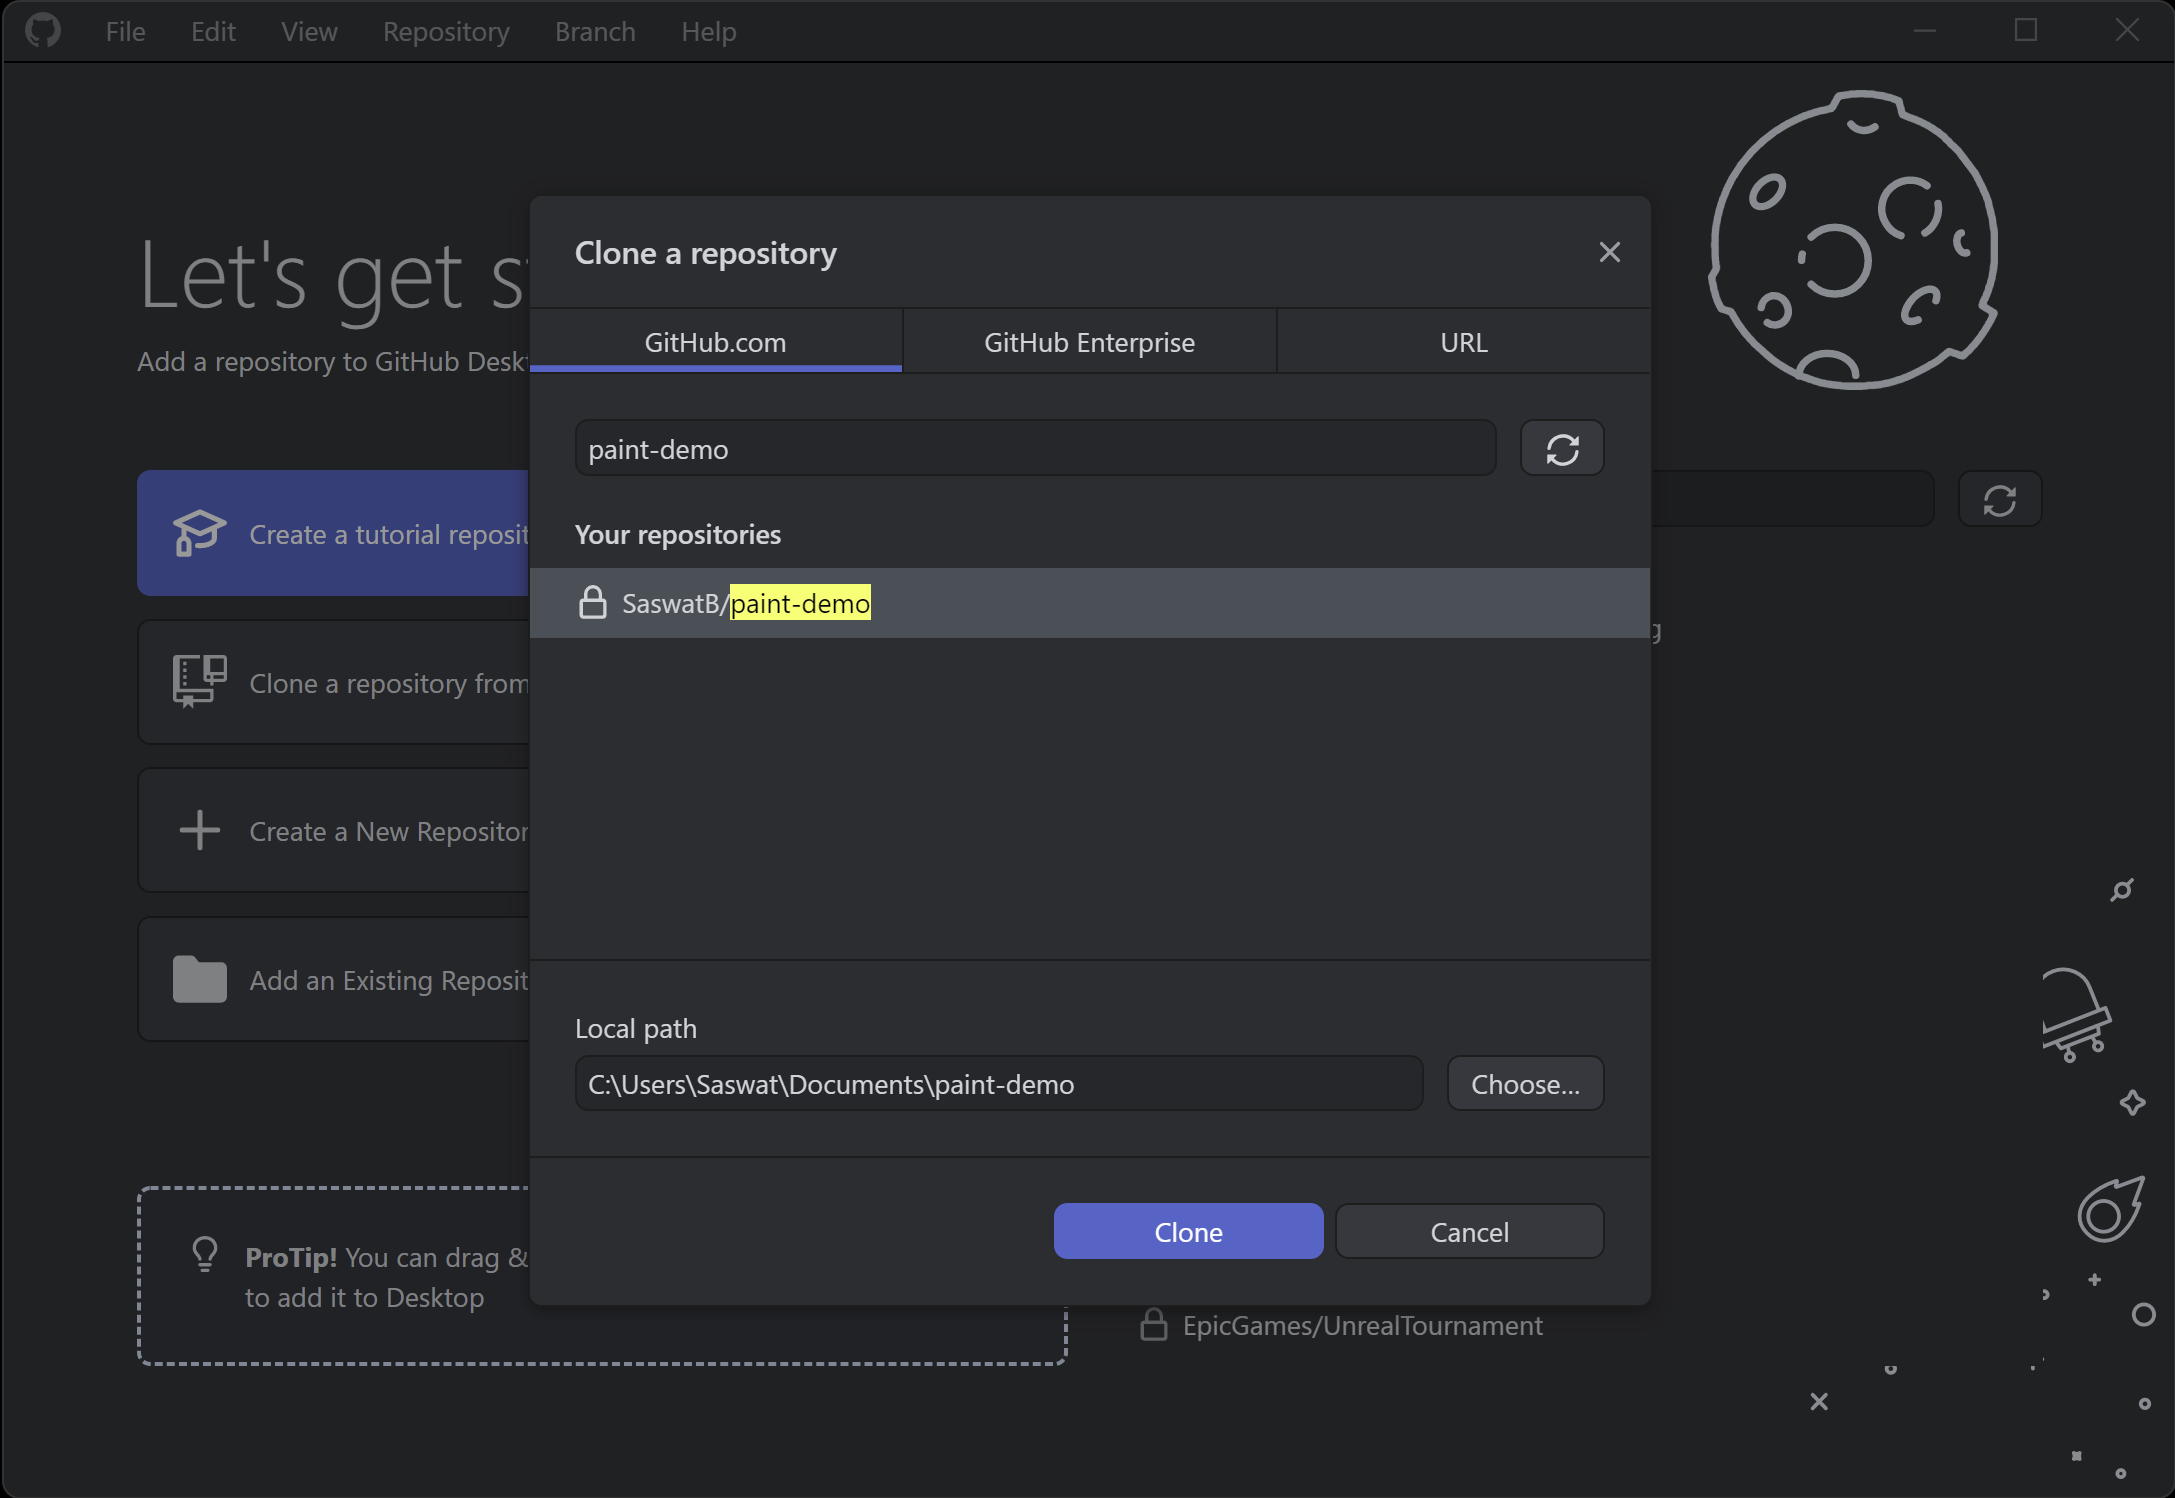 File Edit View Repository Branch Help
Let's get s
Add a repository to GitHub Desk
Create a tutorial reposit
Clone a repository from
Create a New Repositor
Add an Existing Reposit
ProTip! You can drag &
to add it to Desktop
Clone a repository
GitHub.com GitHub Enterprise URL
paint-demo
Your repositories
SaswatB/paint-demo
Local path
C:\Users\Saswat\Documents\paint-demo Choose...
Clone Cancel
EpicGames/UnrealTournament